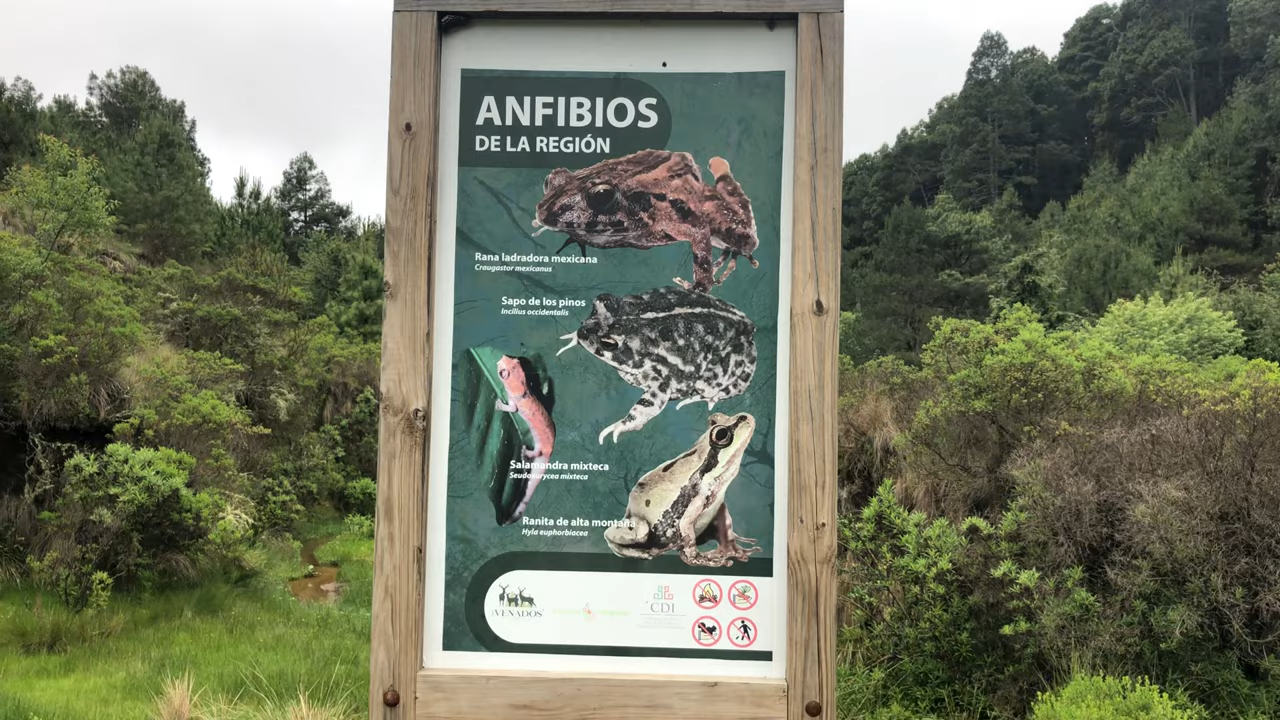 ANFIBIOS
DE LA REGIÓN
Rana ladradora mexicana
Craugastor mexicanus
Sapo de los pinos
Incilius occidentalis
Salamandra mixteca
Seudoeurycea mixteca
Ranita de alta montaña
Hyla euphorbiacea
VENADOS
CDI